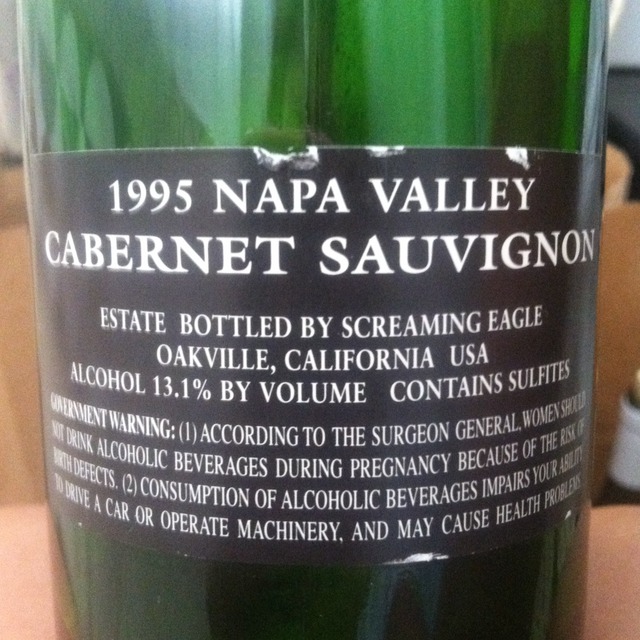 1995 NAPA VALLEY
CABERNET SAUVIGNON
ESTATE BOTTLED BY SCREAMING EAGLE
OAKVILLE, CALIFORNIA USA
ALCOHOL 13.1% BY VOLUME CONTAINS SULFITES
GOVERNMENT WARNING: (1) ACCORDING TO THE SURGEON GENERAL, WOMEN SHOULD
NOT DRINK ALCOHOLIC BEVERAGES DURING PREGNANCY BECAUSE OF THE RISK OF
BIRTH DEFECTS. (2) CONSUMPTION OF ALCOHOLIC BEVERAGES IMPAIRS YOUR ABILITY
TO DRIVE A CAR OR OPERATE MACHINERY, AND MAY CAUSE HEALTH PROBLEMS.